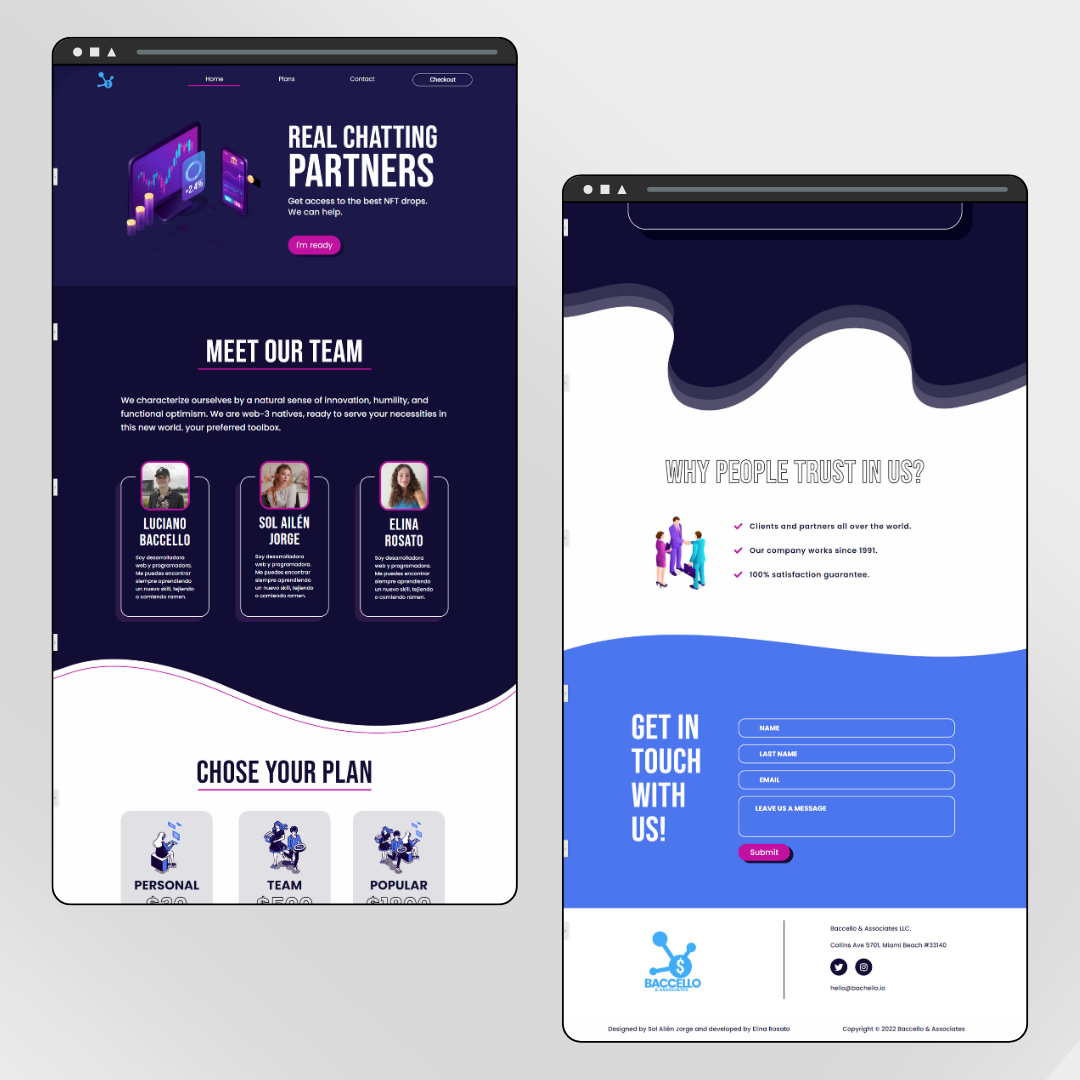 Home
Plans
Contact
Checkout
REAL CHATTING
PARTNERS
Get access to the best NFT drops.
We can help.
I'm ready
+24%
MEET OUR TEAM
We characterize ourselves by a natural sense of innovation, humility, and
functional optimism. We are web-3 natives, ready to serve your necessities in
this new world. your preferred toolbox.
LUCIANO
BACCELLO
Soy desarrolladora
web y programadora.
Me puedes encontrar
siempre aprendiendo
un nuevo skill, tejiendo
o comiendo ramen.
SOL AILÉN
JORGE
Soy desarrolladora
web y programadora.
Me puedes encontrar
siempre aprendiendo
un nuevo skill, tejiendo
o comiendo ramen.
ELINA
ROSATO
Soy desarrolladora
web y programadora.
Me puedes encontrar
siempre aprendiendo
un nuevo skill, tejiendo
o comiendo ramen.
CHOSE YOUR PLAN
PERSONAL
TEAM
POPULAR
WHY PEOPLE TRUST IN US?
Clients and partners all over the world.
Our company works since 1991.
100% satisfaction guarantee.
GET IN
TOUCH
WITH
US!
NAME
LAST NAME
EMAIL
LEAVE US A MESSAGE
Submit
$
BACCELLO
& ASSOCIATES
Baccello & Associates LLC.
Collins Ave 5701, Miami Beach #33140
hello@bachello.io
Designed by Sol Ailén Jorge and developed by Elina Rosato
Copyright © 2022 Baccello & Associates